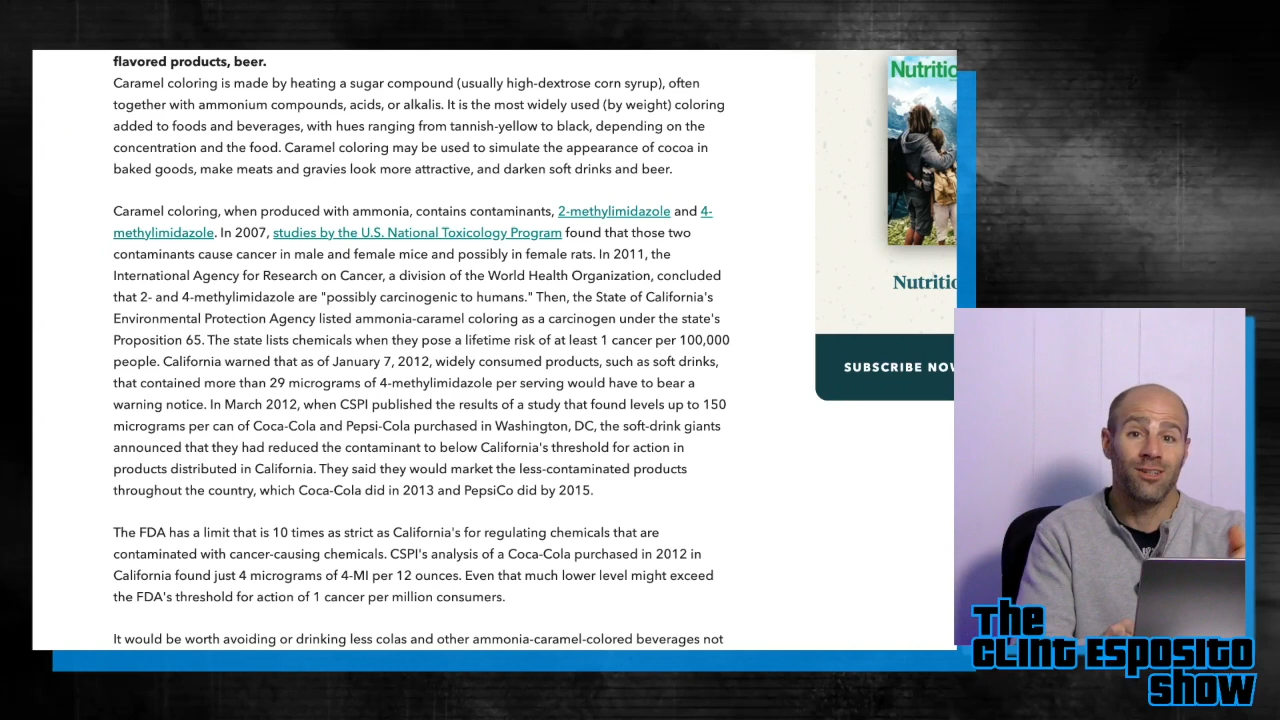 flavored products, beer.
Caramel coloring is made by heating a sugar compound (usually high-dextrose corn syrup), often
together with ammonium compounds, acids, or alkalis. It is the most widely used (by weight) coloring
added to foods and beverages, with hues ranging from tannish-yellow to black, depending on the
concentration and the food. Caramel coloring may be used to simulate the appearance of cocoa in
baked goods, make meats and gravies look more attractive, and darken soft drinks and beer.
Caramel coloring, when produced with ammonia, contains contaminants, 2-methylimidazole and 4-
methylimidazole. In 2007, studies by the U.S. National Toxicology Program found that those two
contaminants cause cancer in male and female mice and possibly in female rats. In 2011, the
International Agency for Research on Cancer, a division of the World Health Organization, concluded
that 2- and 4-methylimidazole are "possibly carcinogenic to humans." Then, the State of California's
Environmental Protection Agency listed ammonia-caramel coloring as a carcinogen under the state's
Proposition 65. The state lists chemicals when they pose a lifetime risk of at least 1 cancer per 100,000
people. California warned that as of January 7, 2012, widely consumed products, such as soft drinks,
that contained more than 29 micrograms of 4-methylimidazole per serving would have to bear a
warning notice. In March 2012, when CSPI published the results of a study that found levels up to 150
micrograms per can of Coca-Cola and Pepsi-Cola purchased in Washington, DC, the soft-drink giants
announced that they had reduced the contaminant to below California's threshold for action in
products distributed in California. They said they would market the less-contaminated products
throughout the country, which Coca-Cola did in 2013 and PepsiCo did by 2015.
The FDA has a limit that is 10 times as strict as California's for regulating chemicals that are
contaminated with cancer-causing chemicals. CSPI's analysis of a Coca-Cola purchased in 2012 in
California found just 4 micrograms of 4-MI per 12 ounces. Even that much lower level might exceed
the FDA's threshold for action of 1 cancer per million consumers.
It would be worth avoiding or drinking less colas and other ammonia-caramel-colored beverages not
Nutritio
Nutritio
SUBSCRIBE NOW
The
Clint Esposito
Show